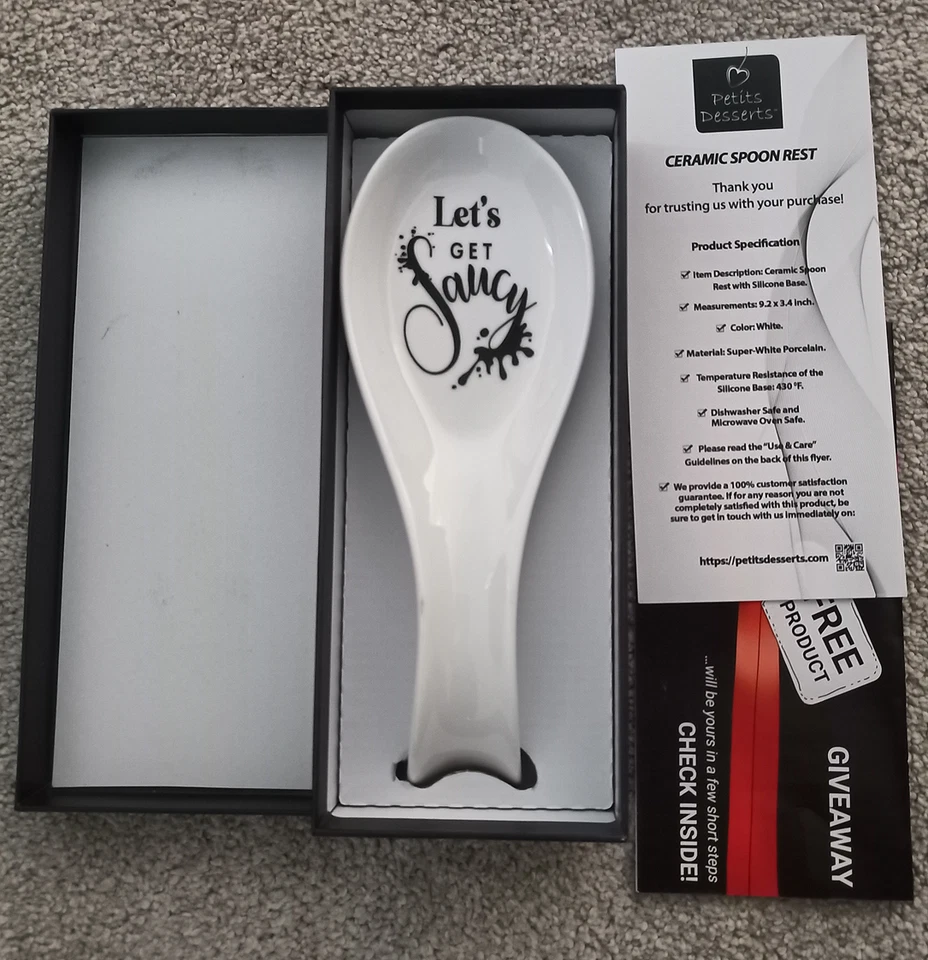 Let's
GET
Saucy
Petits
Desserts™
CERAMIC SPOON REST
Thank you
for trusting us with your purchase!
Product Specification
Item Description: Ceramic Spoon
Rest with Silicone Base.
Measurements: 9.2 x 3.4 inch.
Color: White.
Material: Super-White Porcelain.
Temperature Resistance of the
Silicone Base: 430 °F.
Dishwasher Safe and
Microwave Oven Safe.
Please read the "Use & Care"
Guidelines on the back of this flyer.
We provide a 100% customer satisfaction
guarantee. If for any reason you are not
completely satisfied with this product, be
sure to get in touch with us immediately on:
https://petitsdesserts.com
FREE
PRODUCT
GIVEAWAY
...will be yours in a few short steps
CHECK INSIDE!